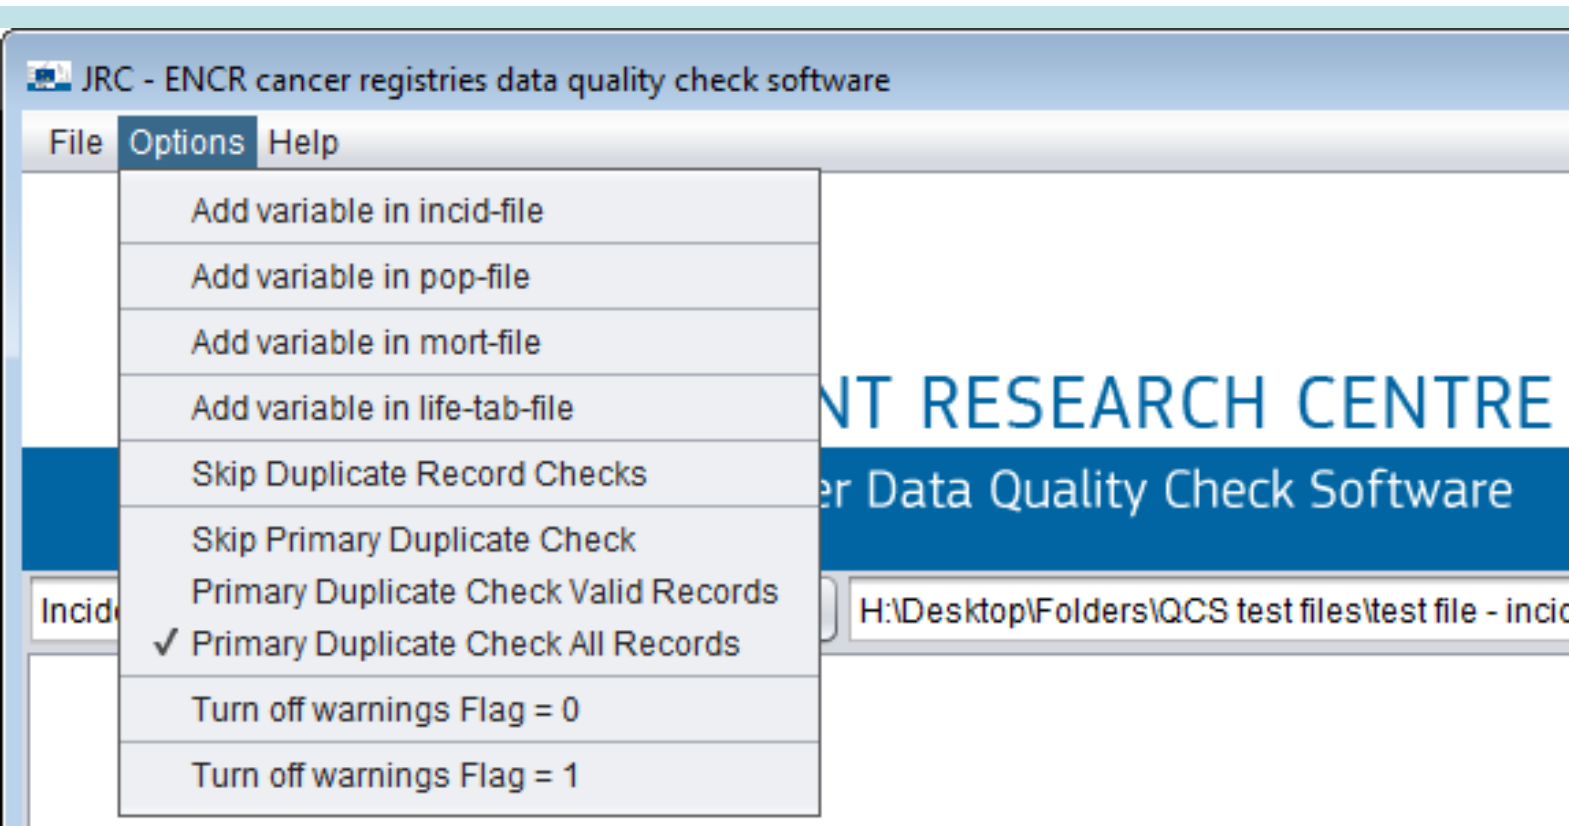 JRC - ENCR cancer registries data quality check software
File Options Help
Add variable in incid-file
Add variable in pop-file
Add variable in mort-file
Add variable in life-tab-file
Skip Duplicate Record Checks
Skip Primary Duplicate Check
Primary Duplicate Check Valid Records
✓ Primary Duplicate Check All Records
Turn off warnings Flag = 0
Turn off warnings Flag = 1
NT RESEARCH CENTRE
er Data Quality Check Software
Incid
H:\Desktop\Folders\QCS test files\test file - incid